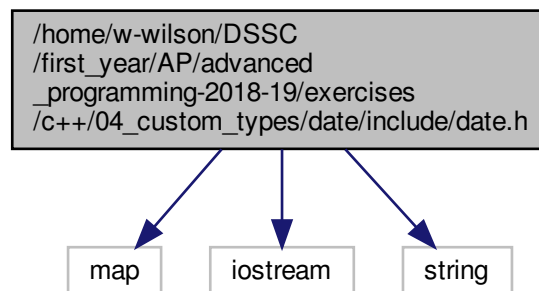 /home/w-wilson/DSSC
/first_year/AP/advanced
_programming-2018-19/exercises
/c++/04_custom_types/date/include/date.h
map
iostream
string